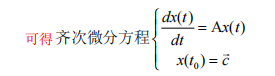 可得 齐次微分方程 { dx(t)/dt = Ax(t)
x(t₀) = c⃗